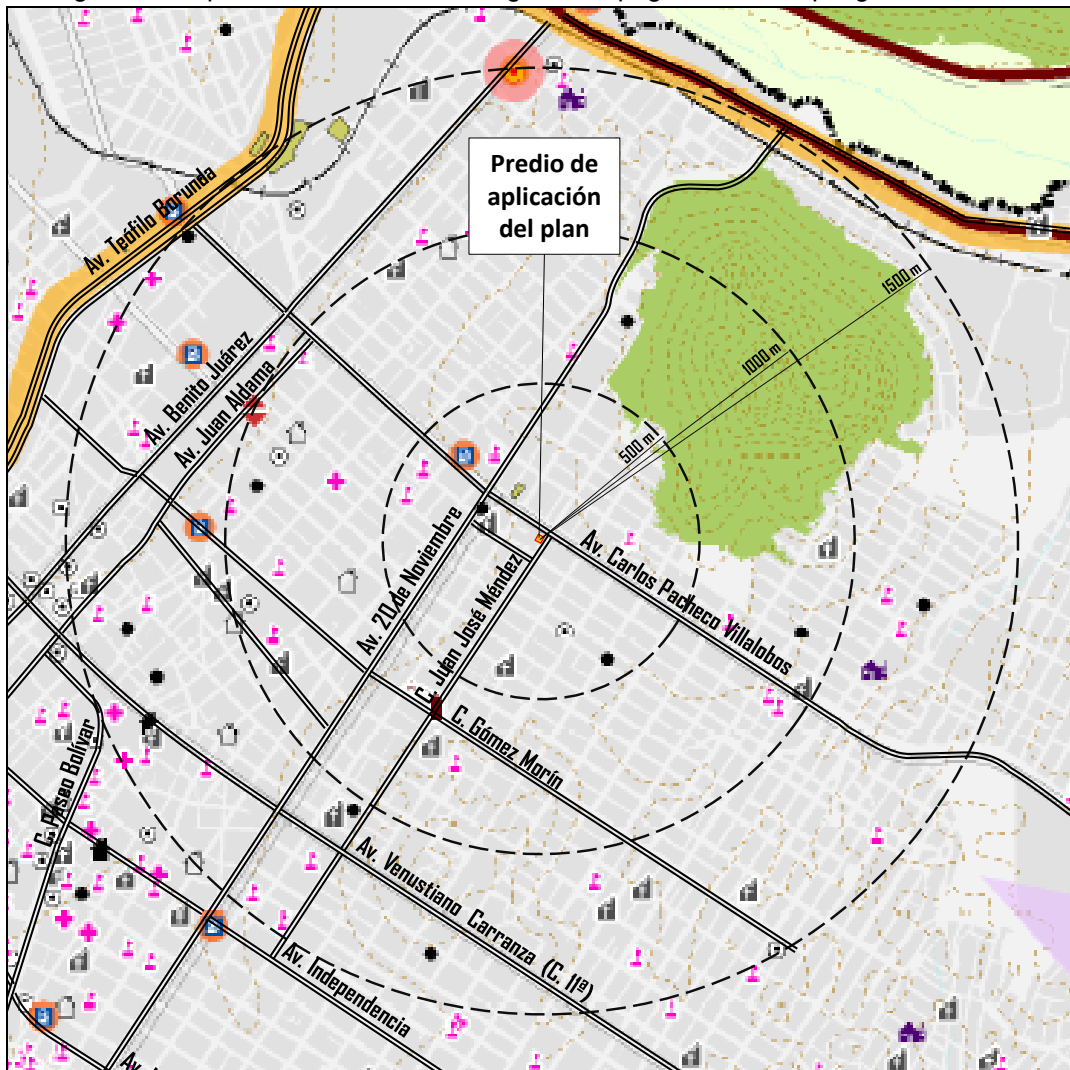 Predio de
aplicación
del plan
Av. Teófilo Borunda
1500 m
1000 m
500 m
Av. Benito Juárez
Av. Juan Aldama
Av. 20 de Noviembre
C. Juan José Méndez
Av. Carlos Pacheco Villalobos
C. Gómez Morín
C. Paseo Bolívar
Av. Venustiano Carranza (C. 11ª)
Av. Independencia
Av.